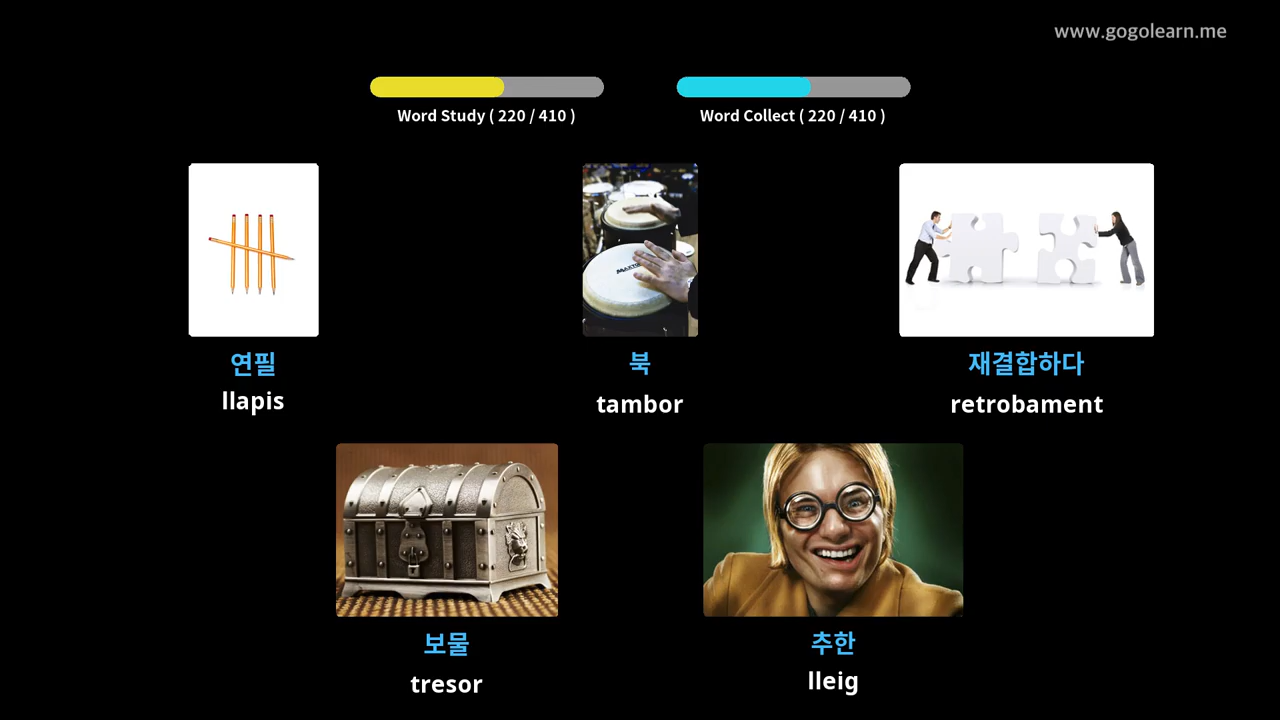 www.gogolearn.me
Word Study ( 220 / 410 )
Word Collect ( 220 / 410 )
연필
llapis
북
tambor
재결합하다
retrobament
보물
tresor
추한
lleig